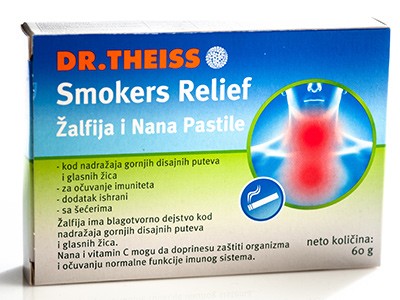 DR.THEISS
Smokers Relief
Žalfija i Nana Pastile
- kod nadražaja gornjih disajnih puteva
i glasnih žica
- za očuvanje imuniteta
- dodatak ishrani
- sa šećerima
Žalfija ima blagotvorno dejstvo kod
nadražaja gornjih disajnih puteva
i glasnih žica.
Nana i vitamin C mogu da doprinesu zaštiti organizma
i očuvanju normalne funkcije imunog sistema.
neto količina:
60 g